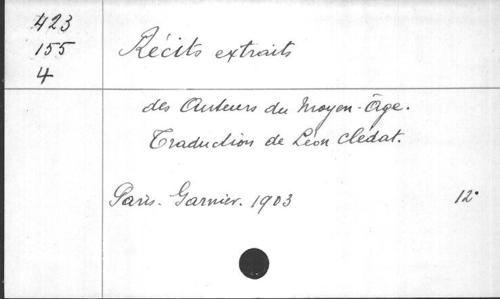 423
155
4
Récits extraits
des Auteurs du Moyen-Âge.
Traduction de Léon Clédat.
Paris. Garnier. 1903 12°